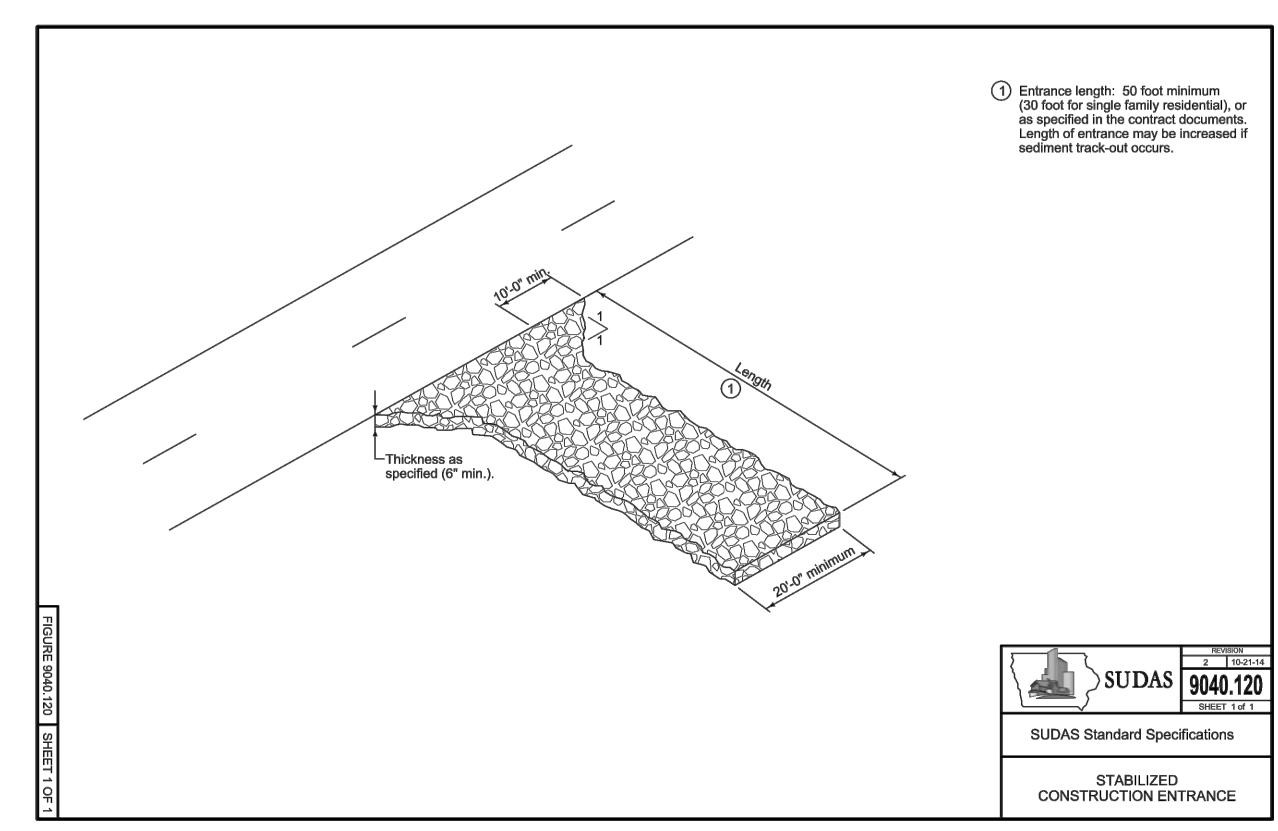 1 Entrance length: 50 foot minimum
(30 foot for single family residential), or
as specified in the contract documents.
Length of entrance may be increased if
sediment track-out occurs.
10'-0" min.
1
1
Length
1
Thickness as
specified (6" min.).
20'-0" minimum
FIGURE 9040.120
SHEET 1 OF 1
SUDAS
REVISION
2 10-21-14
9040.120
SHEET 1 of 1
SUDAS Standard Specifications
STABILIZED
CONSTRUCTION ENTRANCE